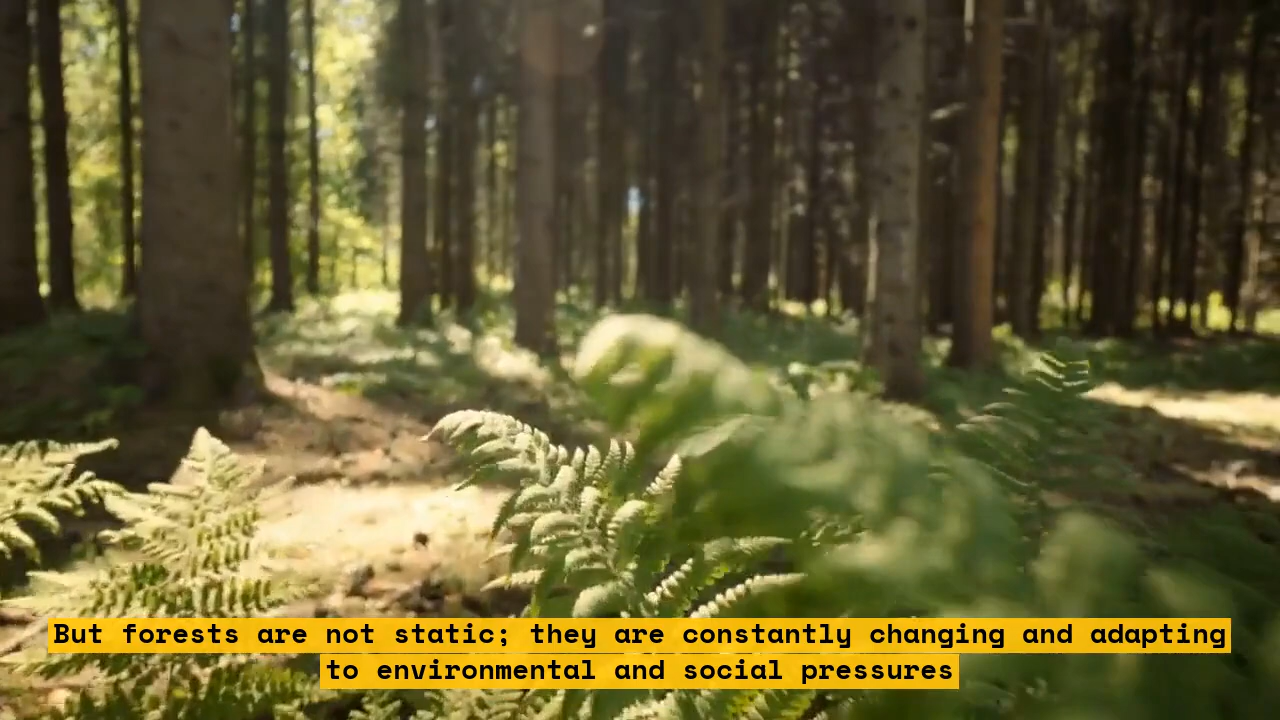 But forests are not static; they are constantly changing and adapting
to environmental and social pressures